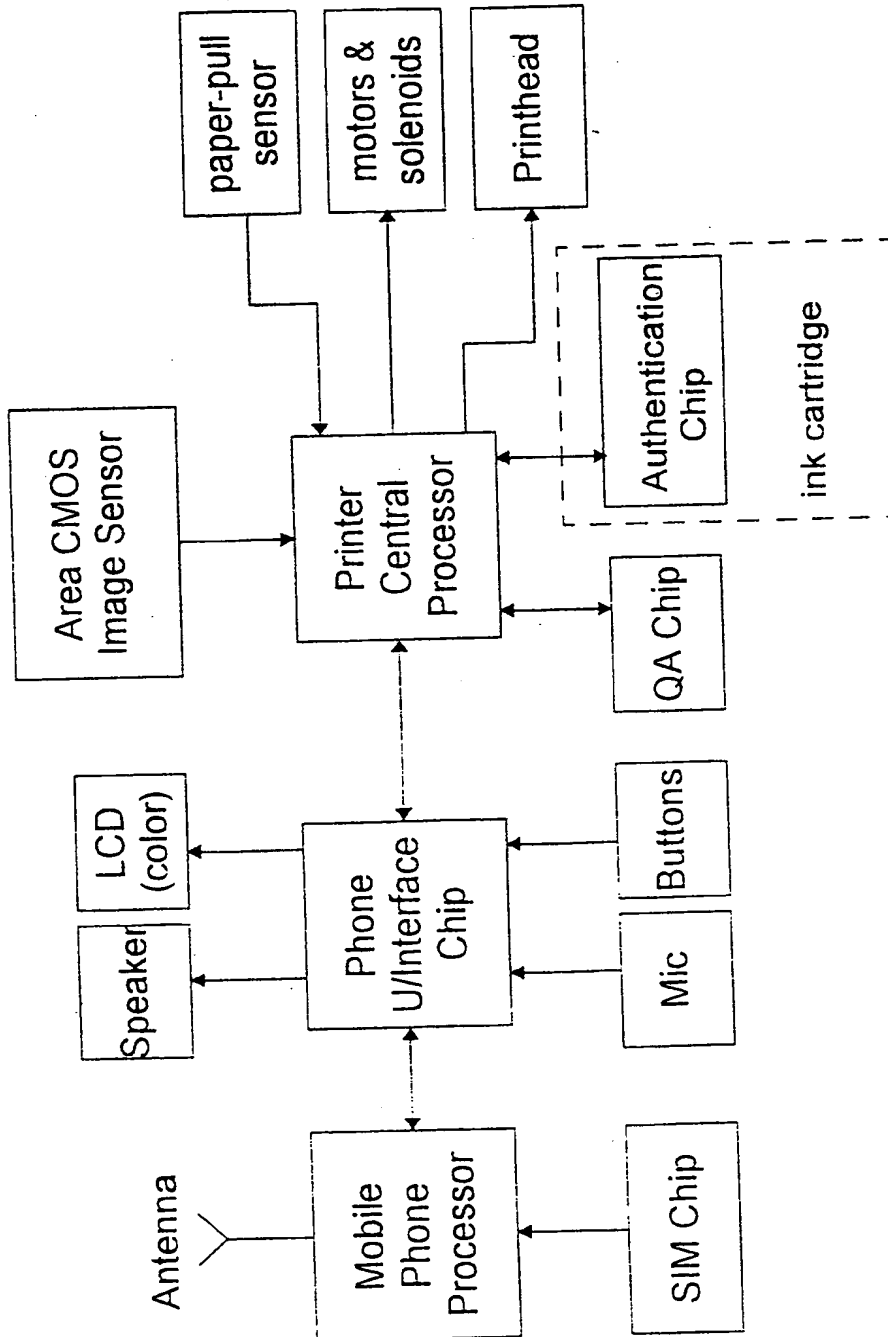 Antenna
Mobile
Phone
Processor
SIM Chip
Speaker
LCD
(color)
Phone
U/Interface
Chip
Mic
Buttons
Area CMOS
Image Sensor
Printer
Central
Processor
QA Chip
Authentication
Chip
ink cartridge
paper-pull
sensor
motors &
solenoids
Printhead